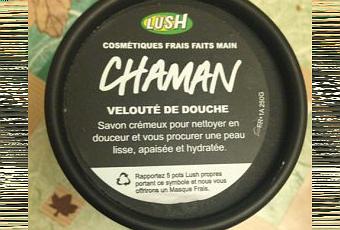 LUSH
COSMÉTIQUES FRAIS FAITS MAIN
CHAMAN
VELOUTÉ DE DOUCHE
Savon crémeux pour nettoyer en
douceur et vous procurer une peau
lisse, apaisée et hydratée.
Rapportez 5 pots Lush propres
portant ce symbole et nous vous
offrirons un Masque Frais.
250G